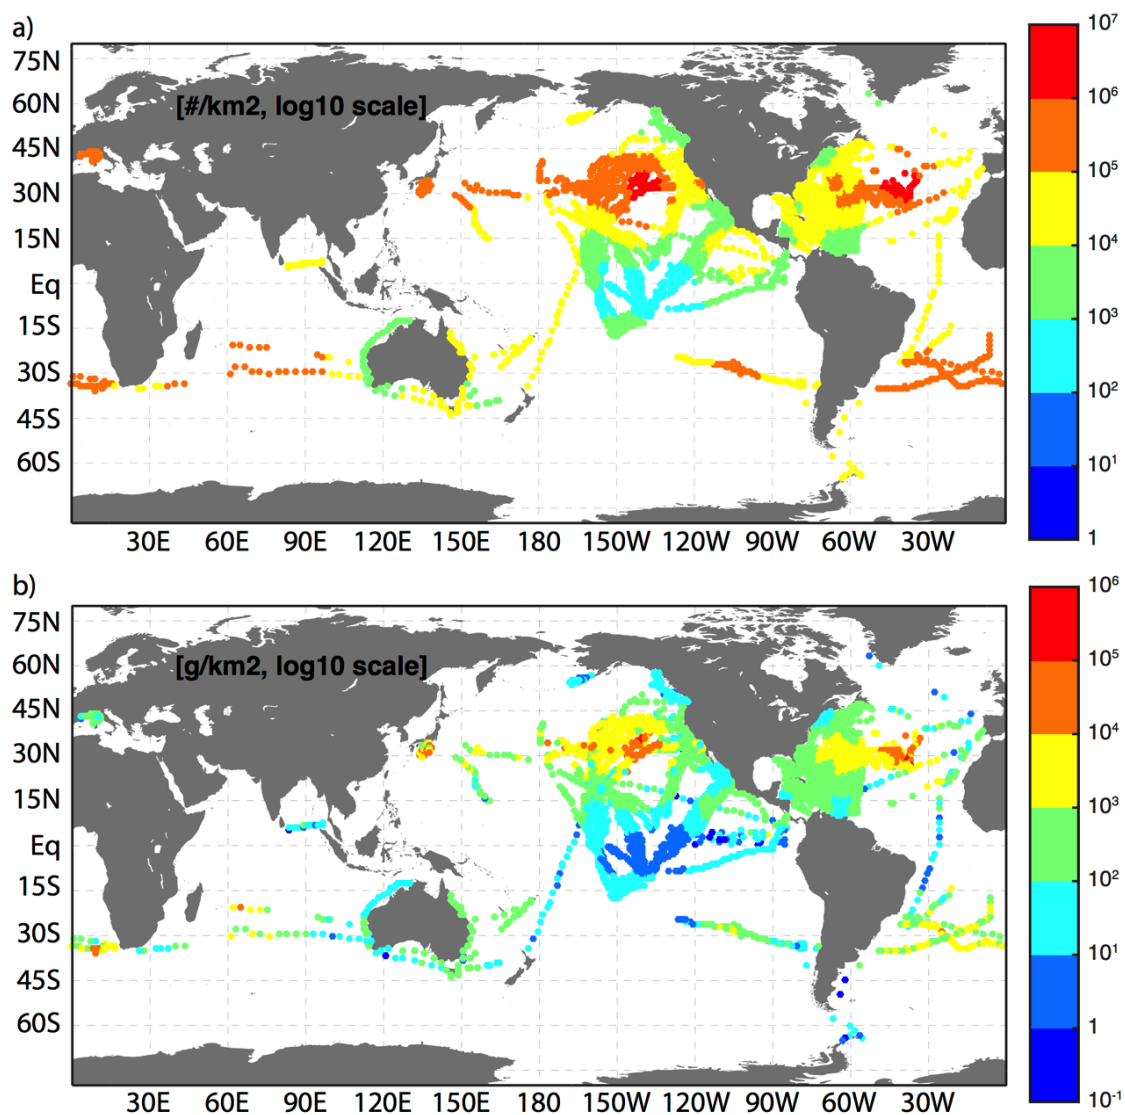 a)
[#/km2, log10 scale]
75N
60N
45N
30N
15N
Eq
15S
30S
45S
60S
30E 60E 90E 120E 150E 180 150W 120W 90W 60W 30W
10⁷
10⁶
10⁵
10⁴
10³
10²
10¹
1
b)
[g/km2, log10 scale]
75N
60N
45N
30N
15N
Eq
15S
30S
45S
60S
30E 60E 90E 120E 150E 180 150W 120W 90W 60W 30W
10⁶
10⁵
10⁴
10³
10²
10¹
1
10⁻¹